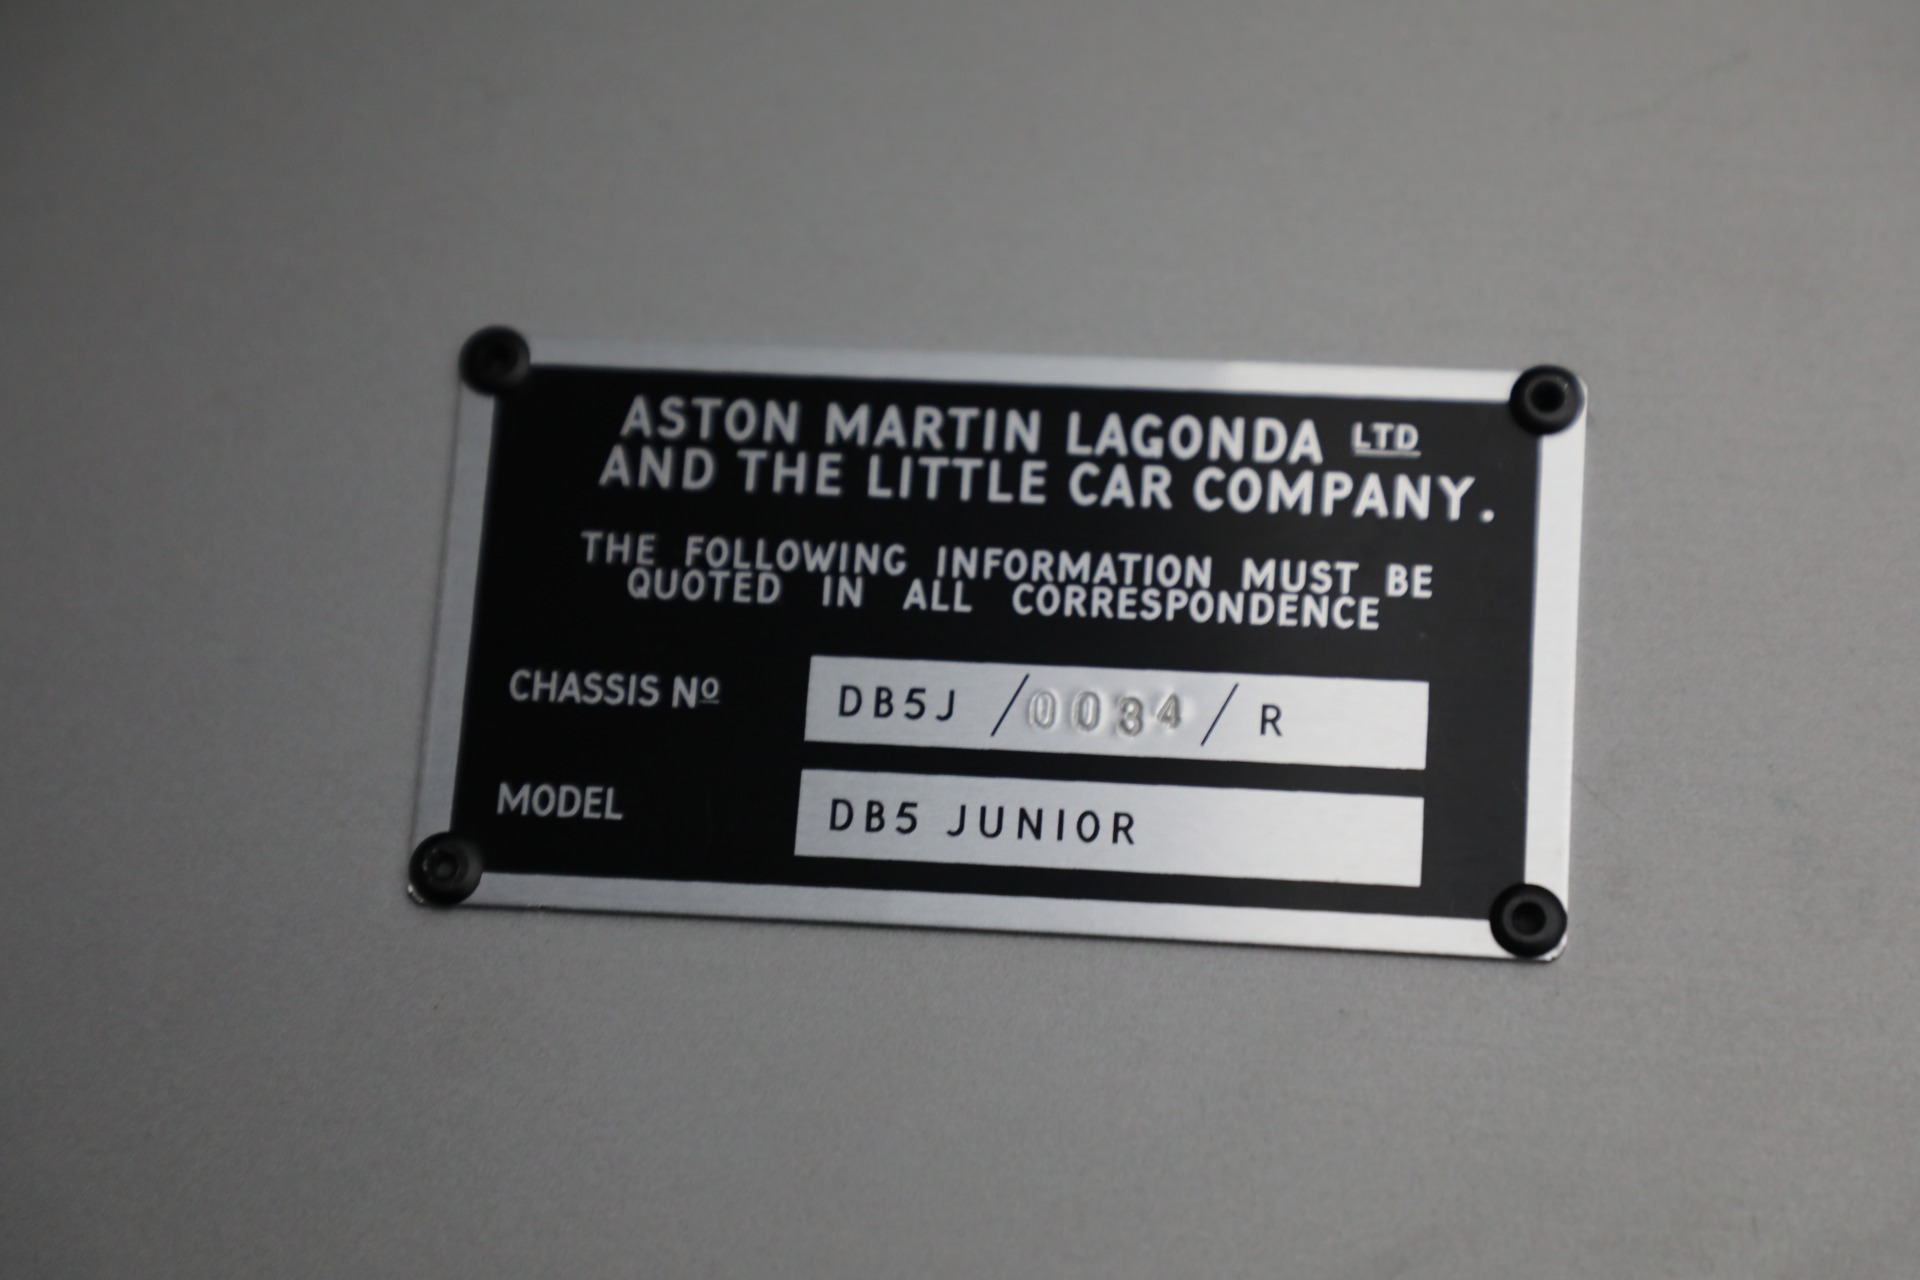 ASTON MARTIN LAGONDA LTD
AND THE LITTLE CAR COMPANY.
THE FOLLOWING INFORMATION MUST BE
QUOTED IN ALL CORRESPONDENCE
CHASSIS Nº DB5J /0034/ R
MODEL DB5 JUNIOR